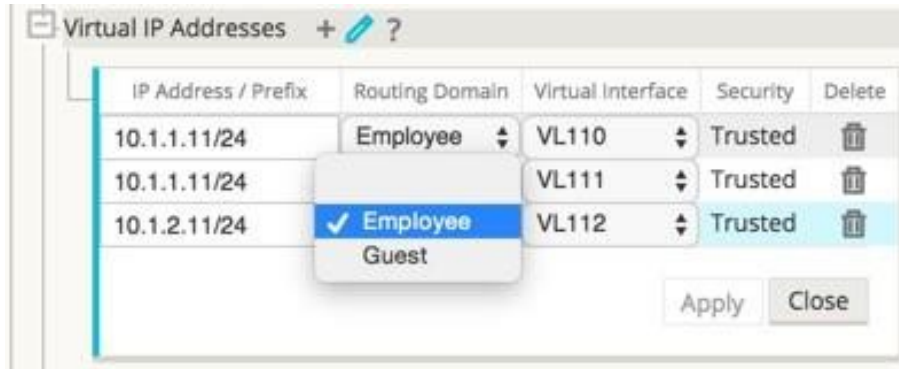 Virtual IP Addresses + ?
IP Address / Prefix Routing Domain Virtual Interface Security Delete
10.1.1.11/24 Employee VL110 Trusted
10.1.1.11/24 VL111 Trusted
10.1.2.11/24 ✓ Employee VL112 Trusted
Guest
Apply Close